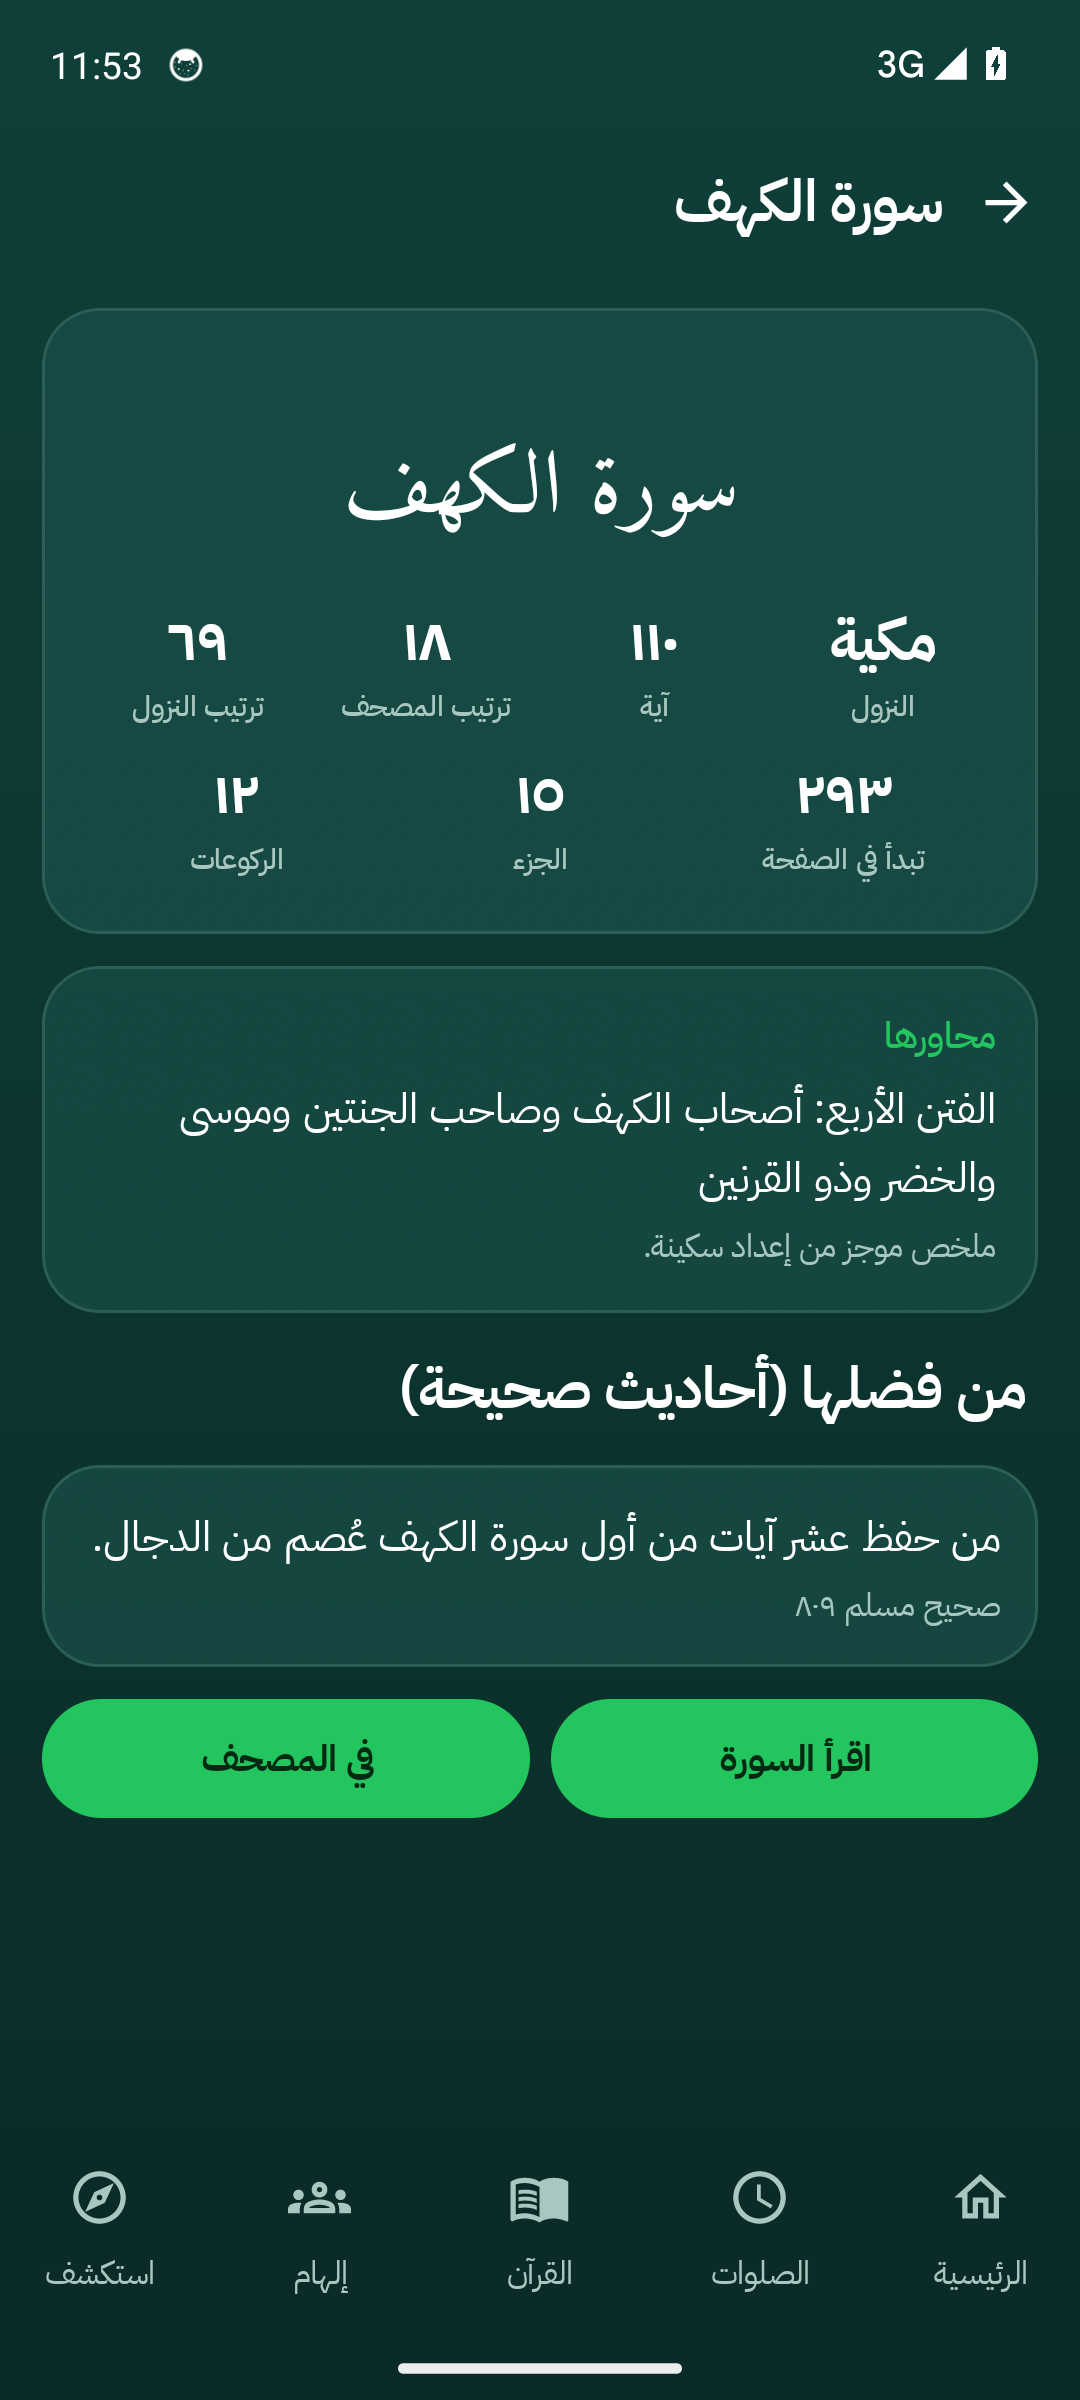 11:53
3G
سورة الكهف
سورة الكهف
مكية
النزول
١١٠
آية
١٨
ترتيب المصحف
٦٩
ترتيب النزول
٢٩٣
تبدأ في الصفحة
١٥
الجزء
١٢
الركوعات
محاورها
الفتن الأربع: أصحاب الكهف وصاحب الجنتين وموسى
والخضر وذو القرنين
ملخص موجز من إعداد سكينة.
من فضلها (أحاديث صحيحة)
من حفظ عشر آيات من أول سورة الكهف عُصم من الدجال.
صحيح مسلم ٨٠٩
اقرأ السورة
في المصحف
الرئيسية
الصلوات
القرآن
إلهام
استكشف